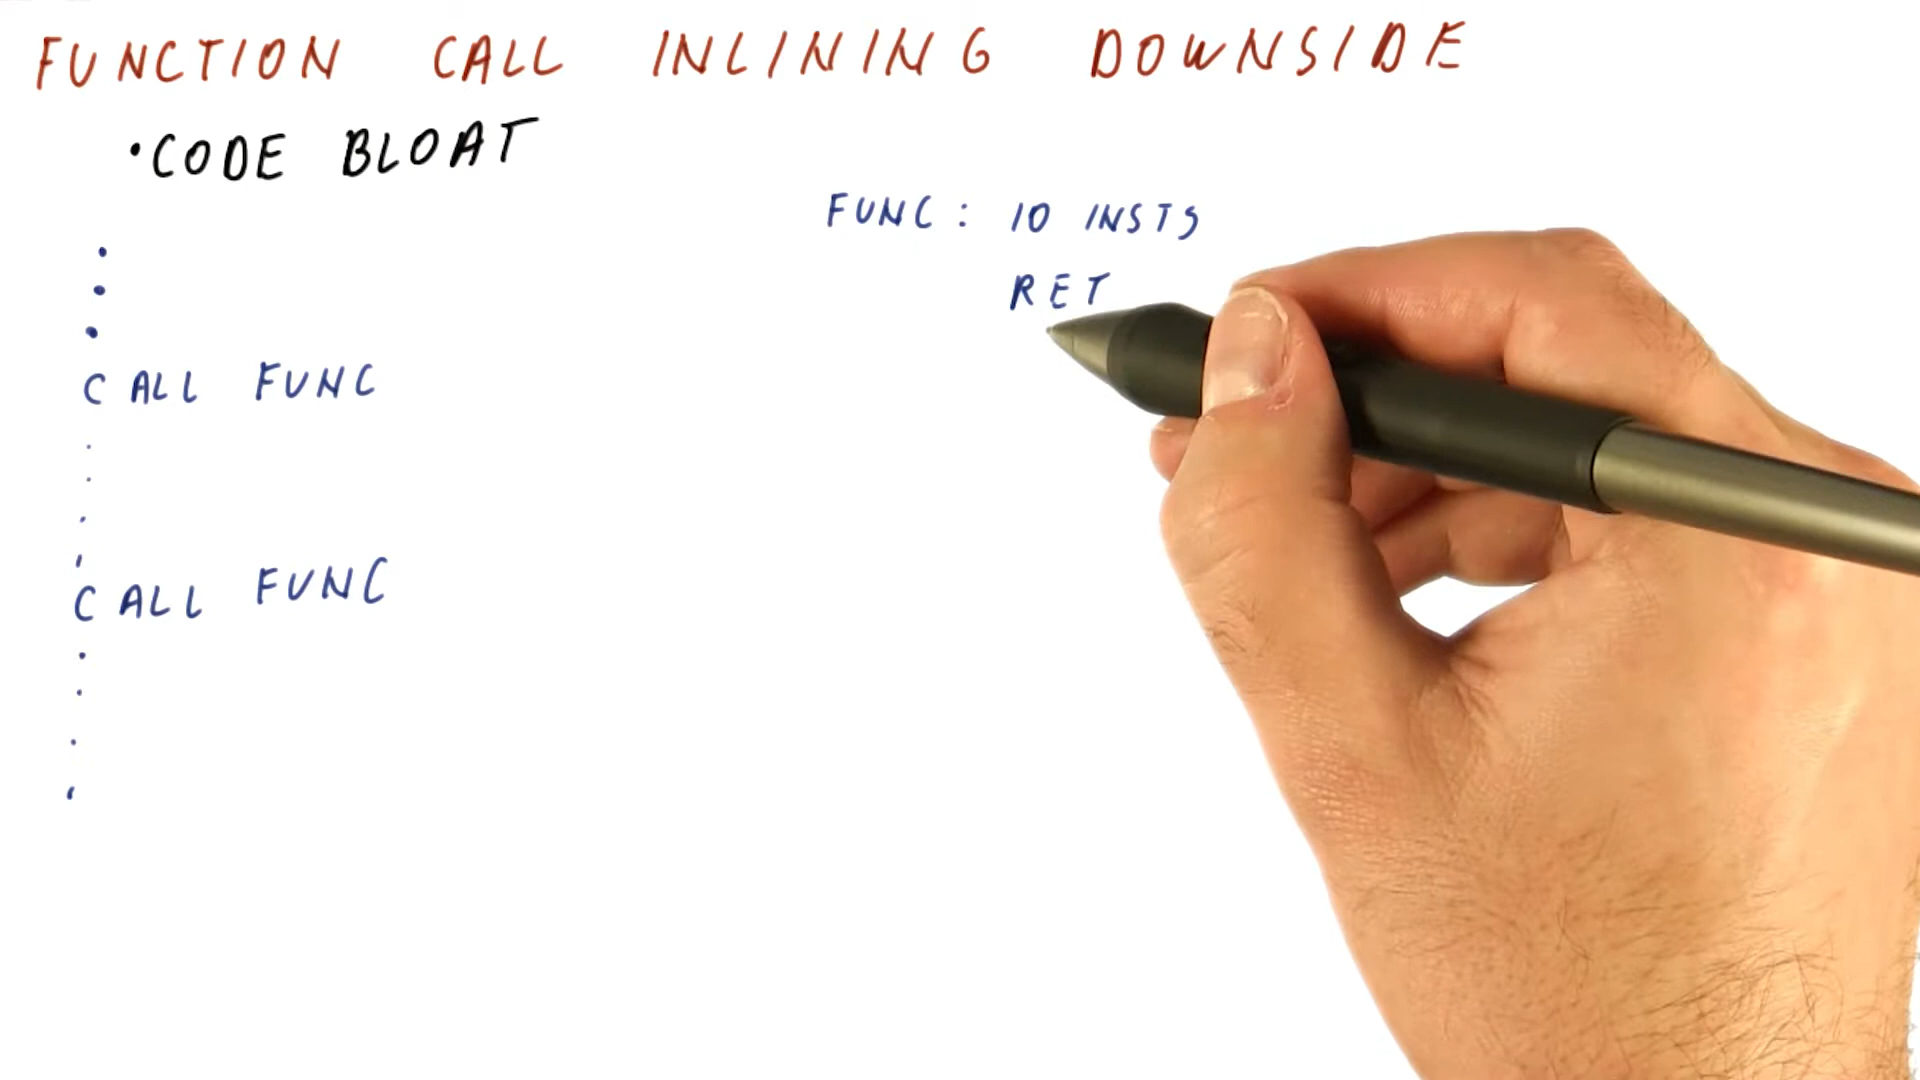 FUNCTION CALL INLINING DOWNSIDE
•CODE BLOAT
FUNC: 10 INSTS
RET
CALL FUNC
CALL FUNC